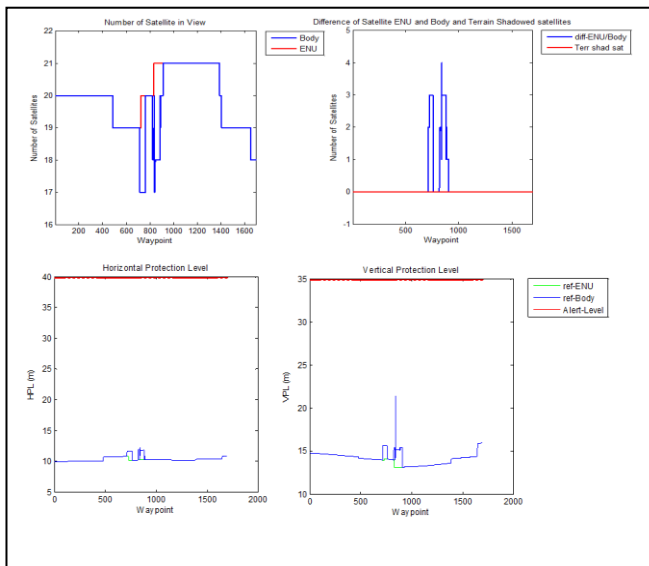 Number of Satellite in View
Body
ENU
22
21
20
19
18
17
16
Number of Satellites
200 400 600 800 1000 1200 1400 1600
Waypoint
Difference of Satellite ENU and Body and Terrain Shadowed satellites
diff-ENU/Body
Terr shad sat
5
4
3
2
1
0
-1
Number of Satellites
500 1000 1500
Waypoint
Horizontal Protection Level
40
35
30
25
20
15
10
5
HPL (m)
0 500 1000 1500 2000
Waypoint
Vertical Protection Level
ref-ENU
ref-Body
Alert-Level
35
30
25
20
15
10
VPL (m)
0 500 1000 1500 2000
Waypoint